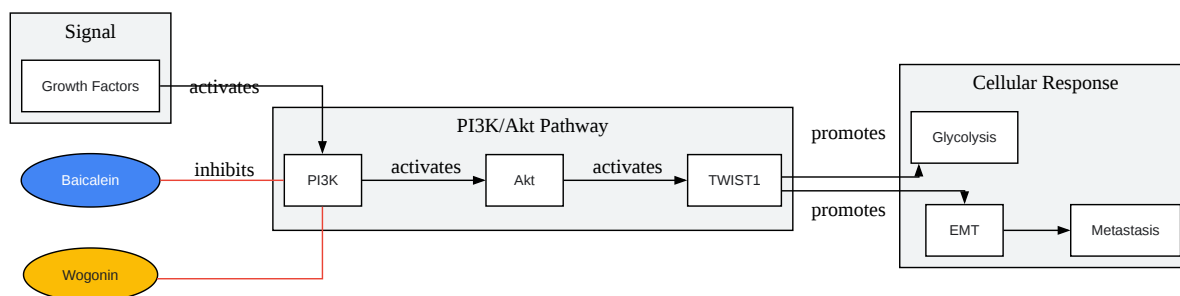 Signal
Growth Factors
activates
PI3K/Akt Pathway
Cellular Response
promotes
Glycolysis
Baicalein
inhibits
PI3K
activates
Akt
activates
TWIST1
promotes
EMT
Metastasis
Wogonin